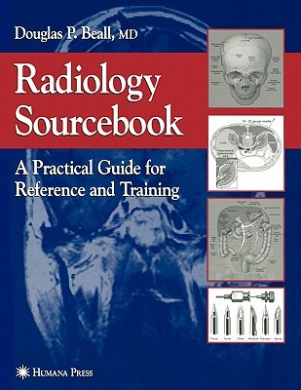 Douglas P. Beall, MD
Radiology
Sourcebook
A Practical Guide for
Reference and Training
HUMANA PRESS